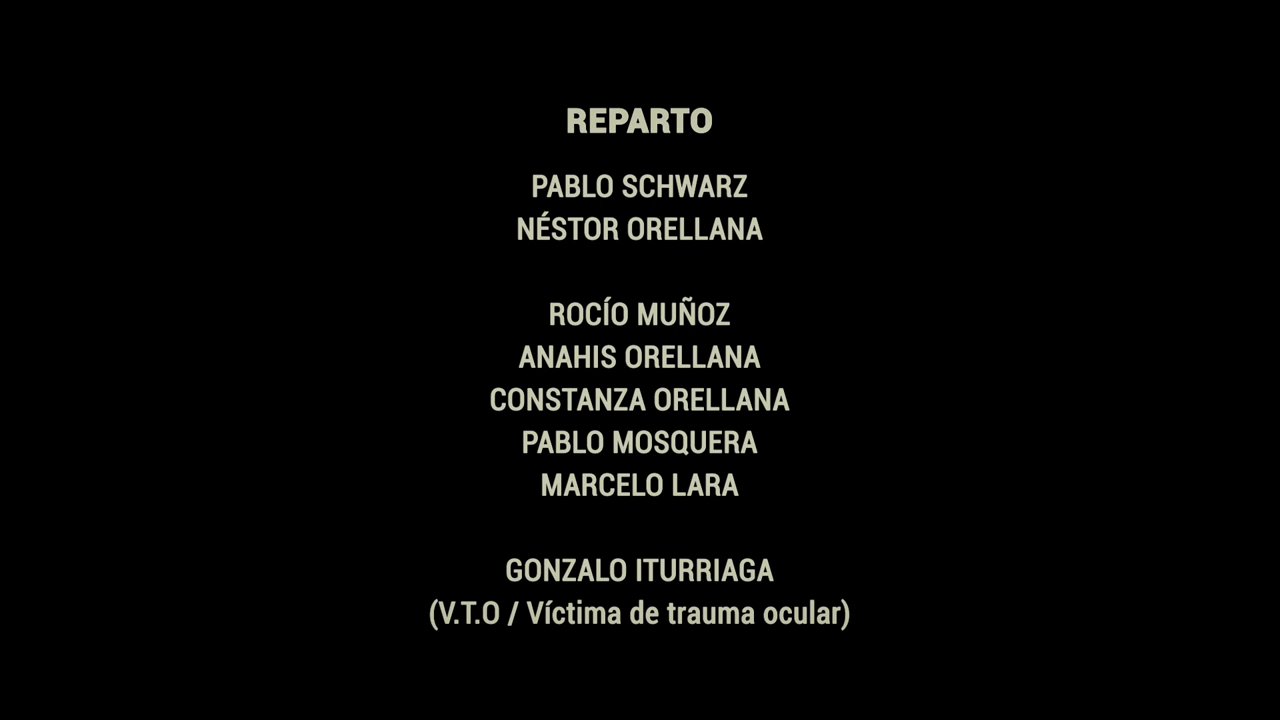 REPARTO
PABLO SCHWARZ
NÉSTOR ORELLANA
ROCÍO MUÑOZ
ANAHIS ORELLANA
CONSTANZA ORELLANA
PABLO MOSQUERA
MARCELO LARA
GONZALO ITURRIAGA
(V.T.O / Víctima de trauma ocular)